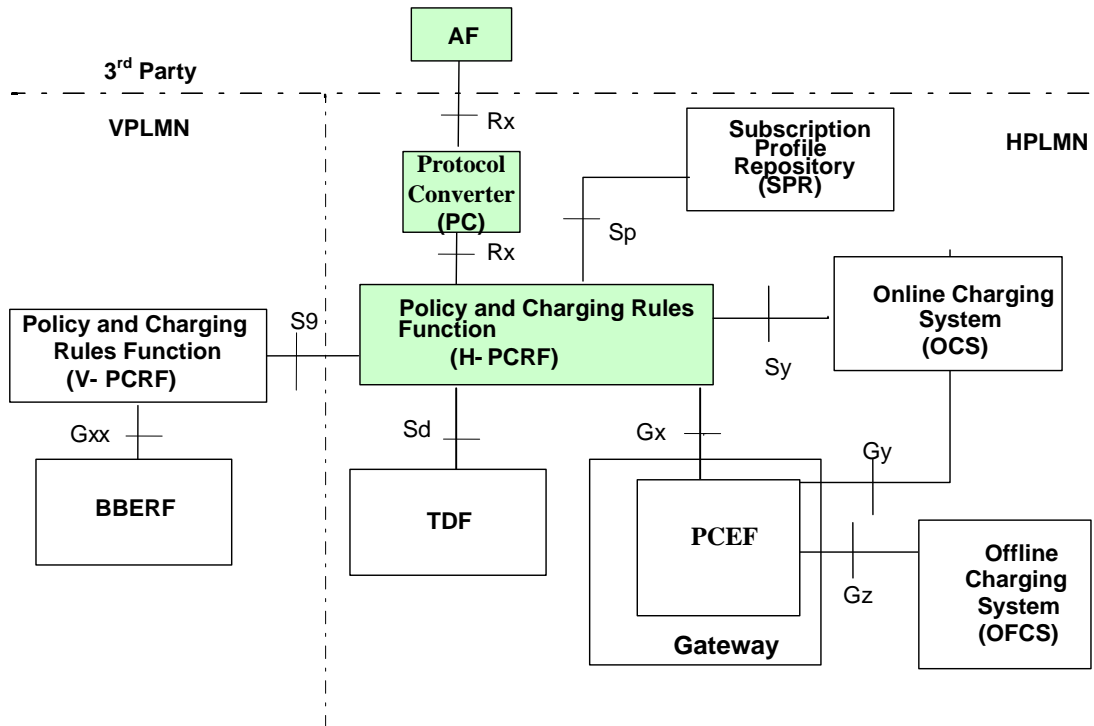 AF
3rd Party
VPLMN
Rx
Subscription
Profile
Repository
(SPR)
HPLMN
Protocol
Converter
(PC)
Sp
Rx
Policy and Charging Rules
Function
(H- PCRF)
Online Charging
System
(OCS)
S9
Policy and Charging
Rules Function
(V- PCRF)
Sy
Gxx
Sd
Gx
Gy
BBERF
TDF
PCEF
Offline
Charging
System
(OFCS)
Gz
Gateway